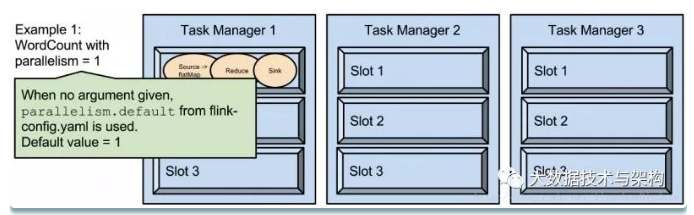 Example 1:
WordCount with
parallelism = 1
When no argument given,
parallelism.default from flink-
config.yaml is used.
Default value = 1
Task Manager 1
Source ->
flatMap
Reduce
Sink
Slot 3
Task Manager 2
Slot 1
Slot 2
Slot 3
Task Manager 3
Slot 1
Slot 2
Slot 3
大数据技术与架构